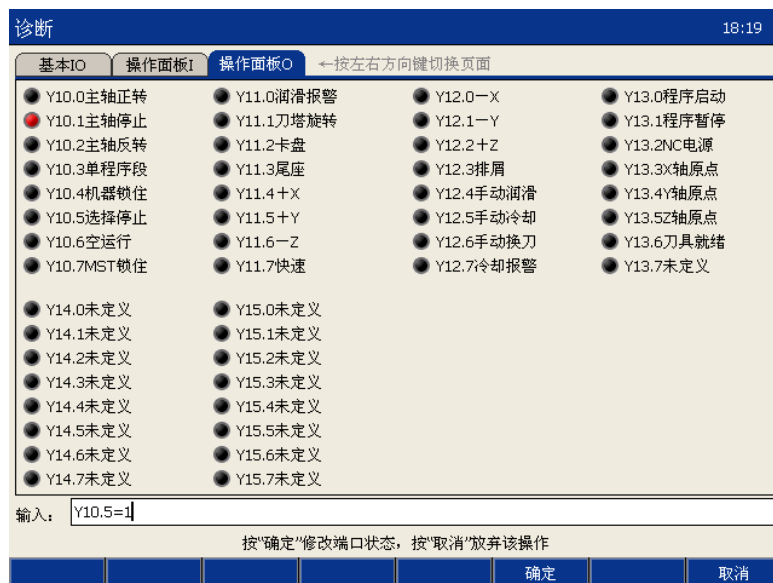 诊断 18:19
基本IO 操作面板I 操作面板O ←按左右方向键切换页面
Y10.0主轴正转 Y11.0润滑报警 Y12.0－X Y13.0程序启动
Y10.1主轴停止 Y11.1刀塔旋转 Y12.1－Y Y13.1程序暂停
Y10.2主轴反转 Y11.2卡盘 Y12.2＋Z Y13.2NC电源
Y10.3单程序段 Y11.3尾座 Y12.3排屑 Y13.3X轴原点
Y10.4机器锁住 Y11.4＋X Y12.4手动润滑 Y13.4Y轴原点
Y10.5选择停止 Y11.5＋Y Y12.5手动冷却 Y13.5Z轴原点
Y10.6空运行 Y11.6－Z Y12.6手动换刀 Y13.6刀具就绪
Y10.7MST锁住 Y11.7快速 Y12.7冷却报警 Y13.7未定义
Y14.0未定义 Y15.0未定义
Y14.1未定义 Y15.1未定义
Y14.2未定义 Y15.2未定义
Y14.3未定义 Y15.3未定义
Y14.4未定义 Y15.4未定义
Y14.5未定义 Y15.5未定义
Y14.6未定义 Y15.6未定义
Y14.7未定义 Y15.7未定义
输入: Y10.5=1
按"确定"修改端口状态，按"取消"放弃该操作
确定 取消